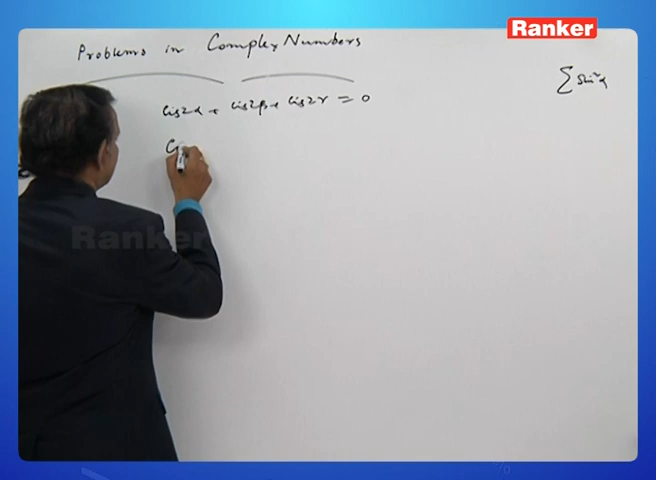 Ranker
Problems in Complex Numbers
∑ sin²α
cis2α + cis2β + cis2γ = 0
C
Ranker